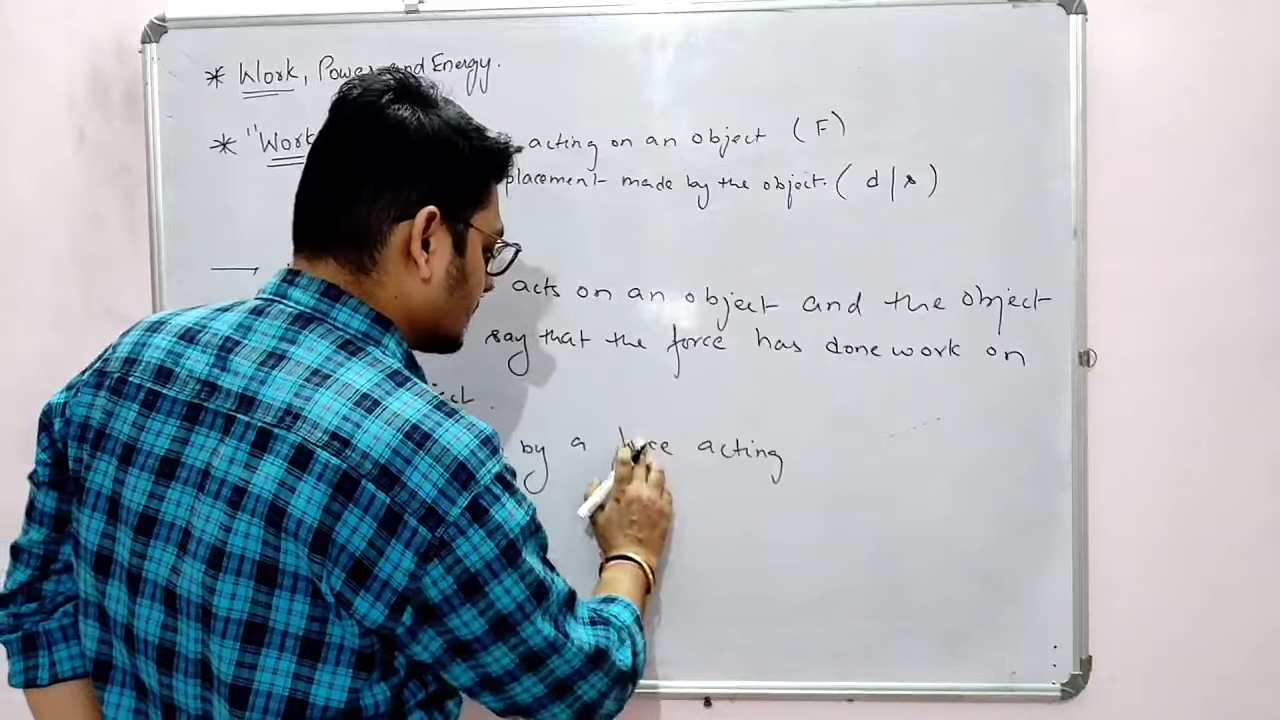 * Work, Power and Energy.
* "Work acting on an object (F)
placement made by the object. (d|s)
acts on an object and the object
say that the force has done work on
ject.
by a force acting